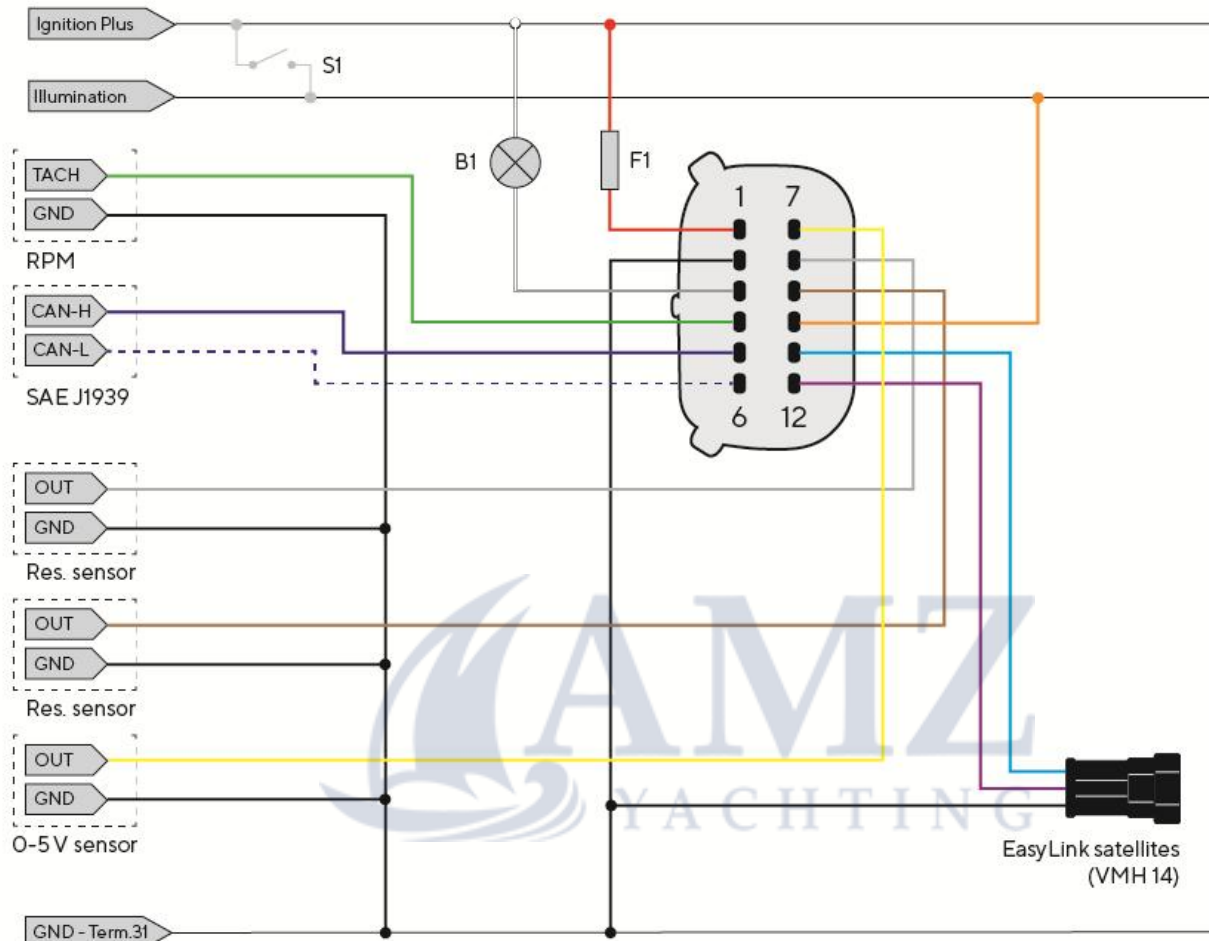 Ignition Plus
S1
Illumination
B1
F1
TACH
GND
RPM
1 7
CAN-H
CAN-L
SAE J1939
6 12
OUT
GND
Res. sensor
OUT
GND
Res. sensor
AMZ
YACHTING
OUT
GND
0-5 V sensor
EasyLink satellites
(VMH 14)
GND - Term.31